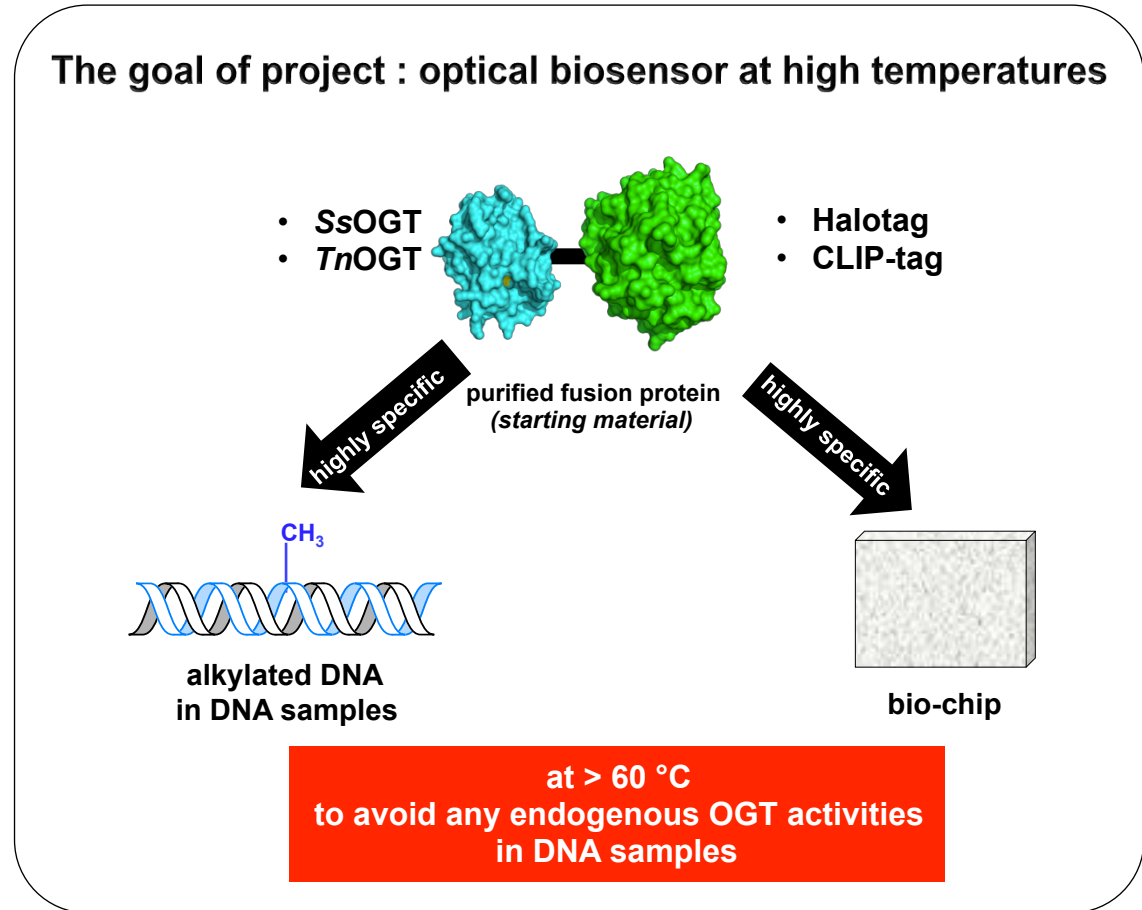 The goal of project : optical biosensor at high temperatures
• SsOGT
• TnOGT
• Halotag
• CLIP-tag
purified fusion protein
(starting material)
highly specific
highly specific
CH₃
alkylated DNA
in DNA samples
bio-chip
at > 60 °C
to avoid any endogenous OGT activities
in DNA samples